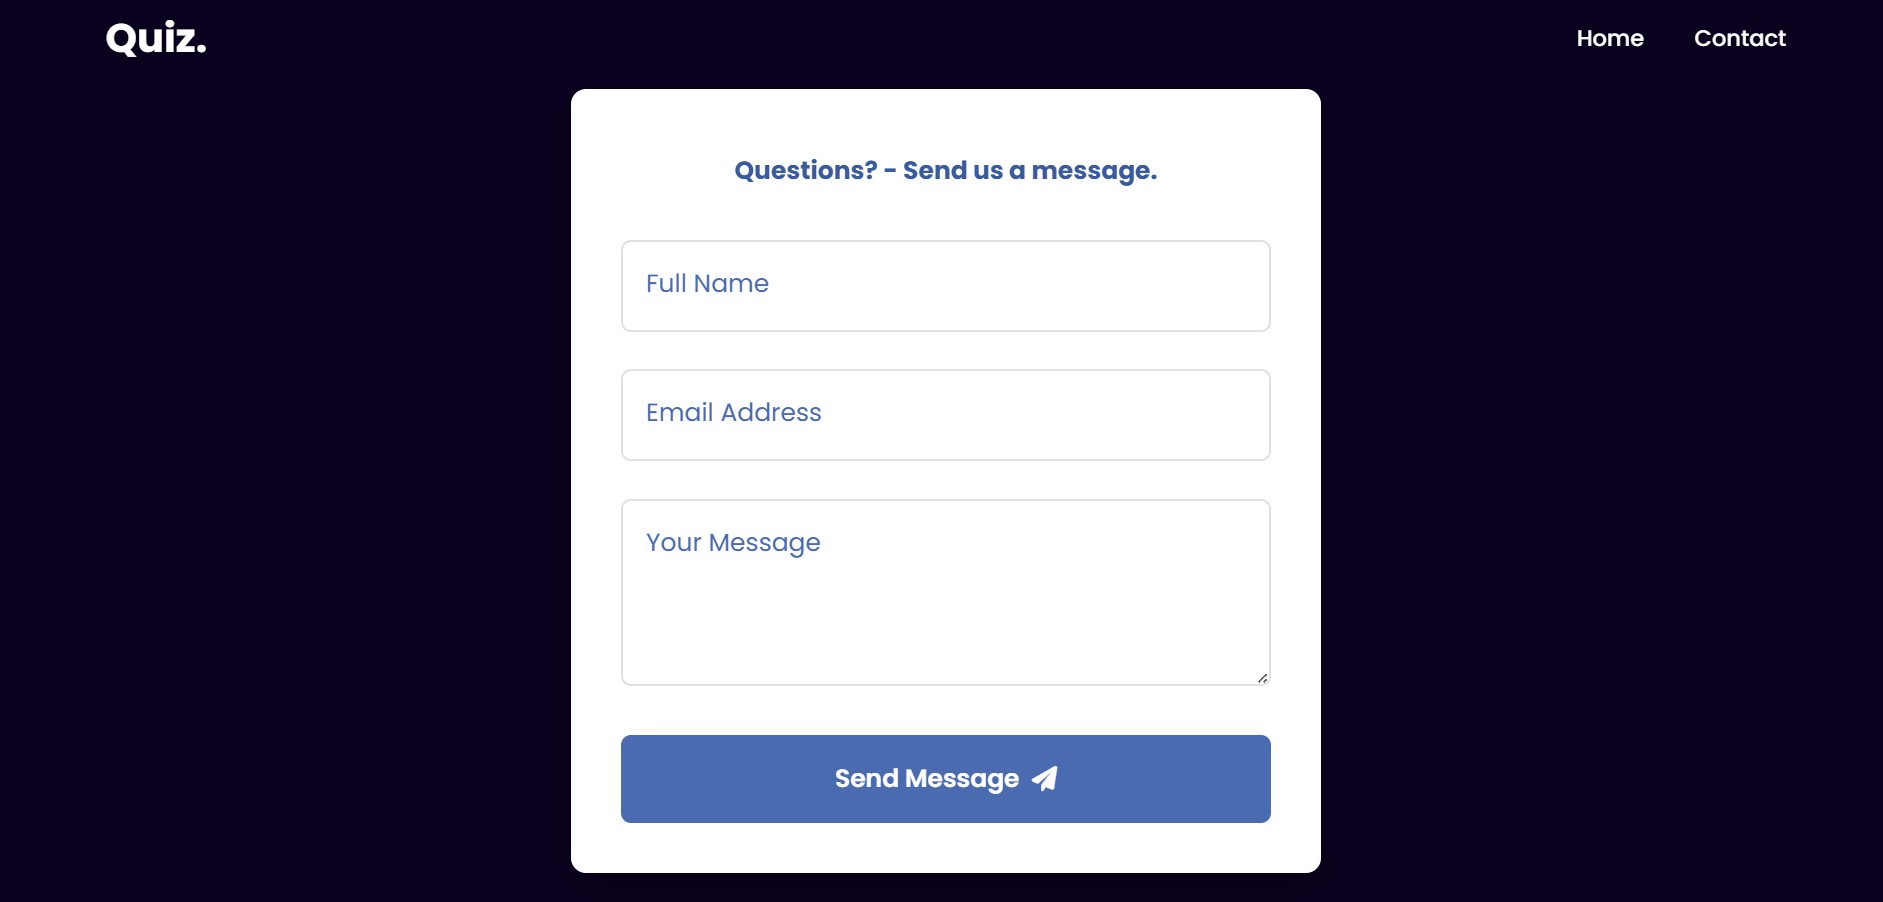 Quiz.
Home
Contact
Questions? - Send us a message.
Full Name
Email Address
Your Message
Send Message